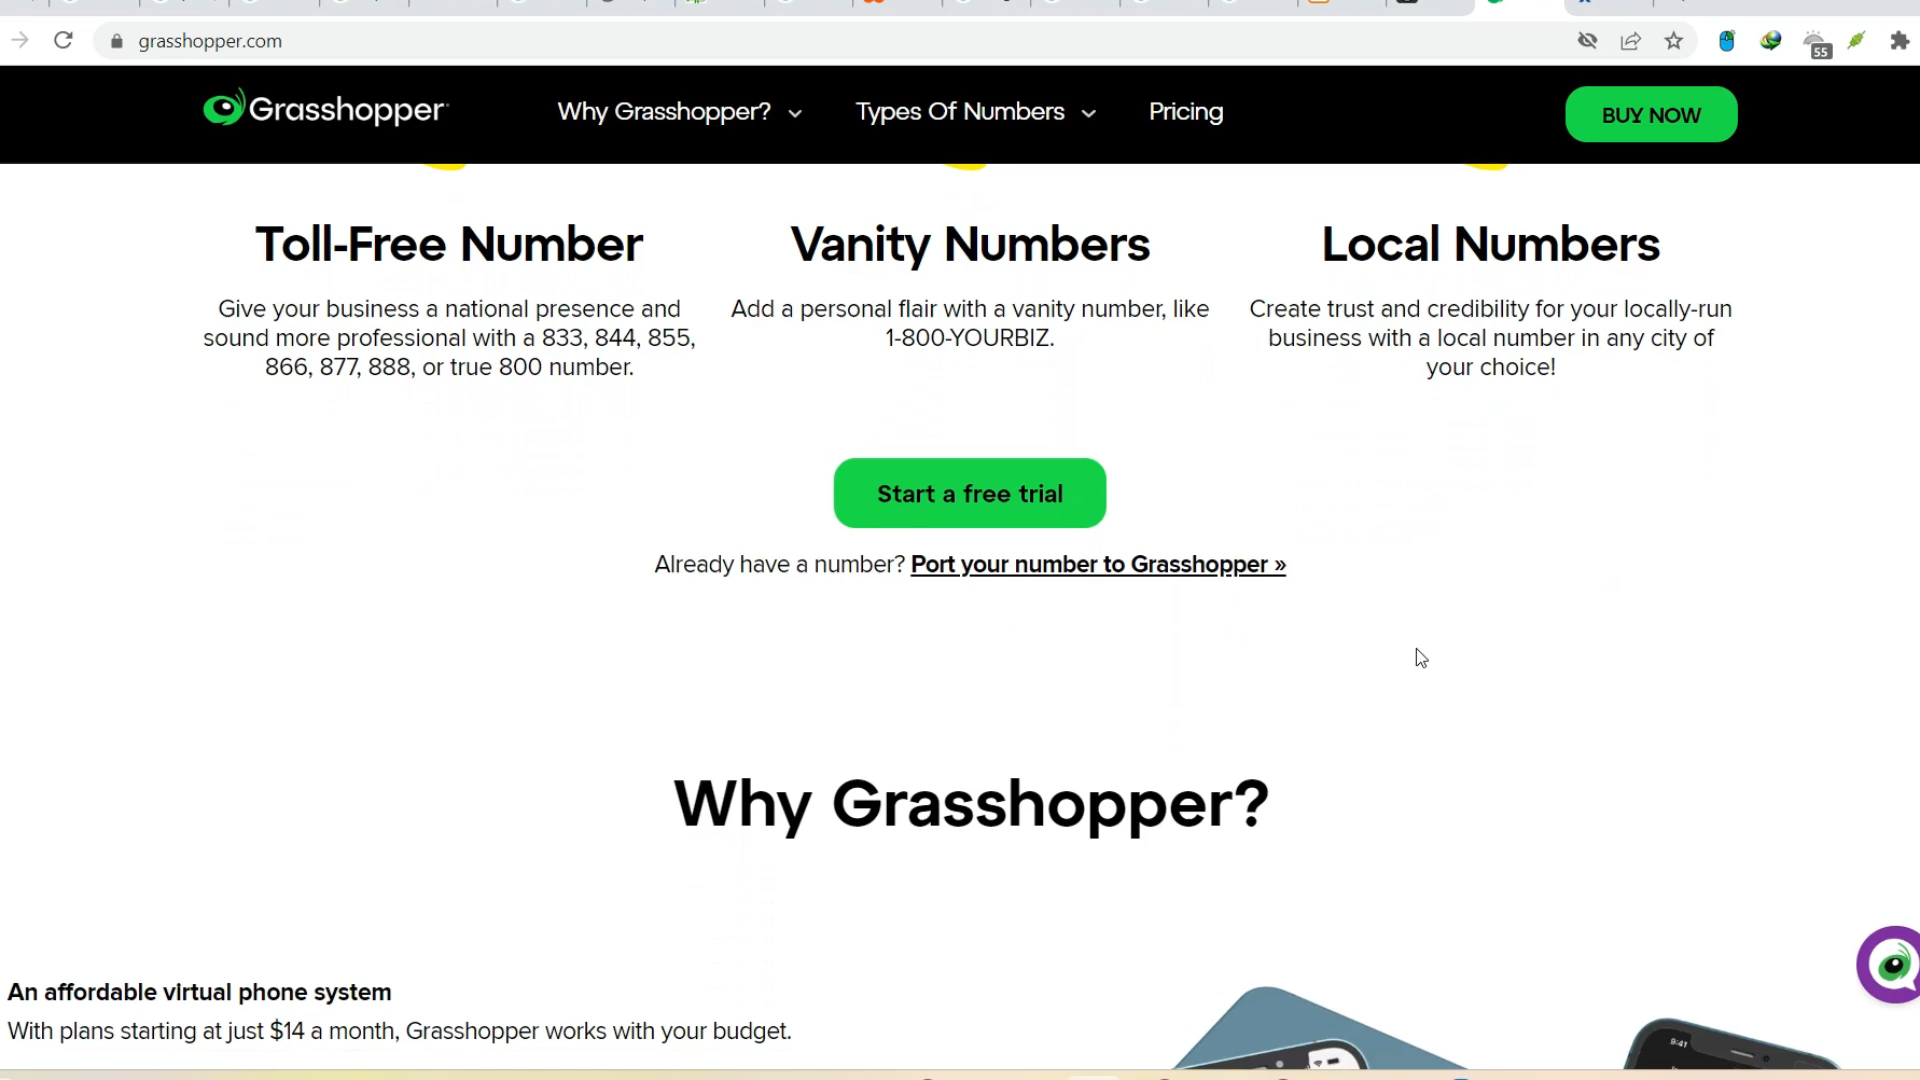 grasshopper.com
55
Grasshopper
Why Grasshopper?
Types Of Numbers
Pricing
BUY NOW
Toll-Free Number
Give your business a national presence and
sound more professional with a 833, 844, 855,
866, 877, 888, or true 800 number.
Vanity Numbers
Add a personal flair with a vanity number, like
1-800-YOURBIZ.
Local Numbers
Create trust and credibility for your locally-run
business with a local number in any city of
your choice!
Start a free trial
Already have a number? Port your number to Grasshopper »
Why Grasshopper?
An affordable virtual phone system
With plans starting at just $14 a month, Grasshopper works with your budget.
9:41